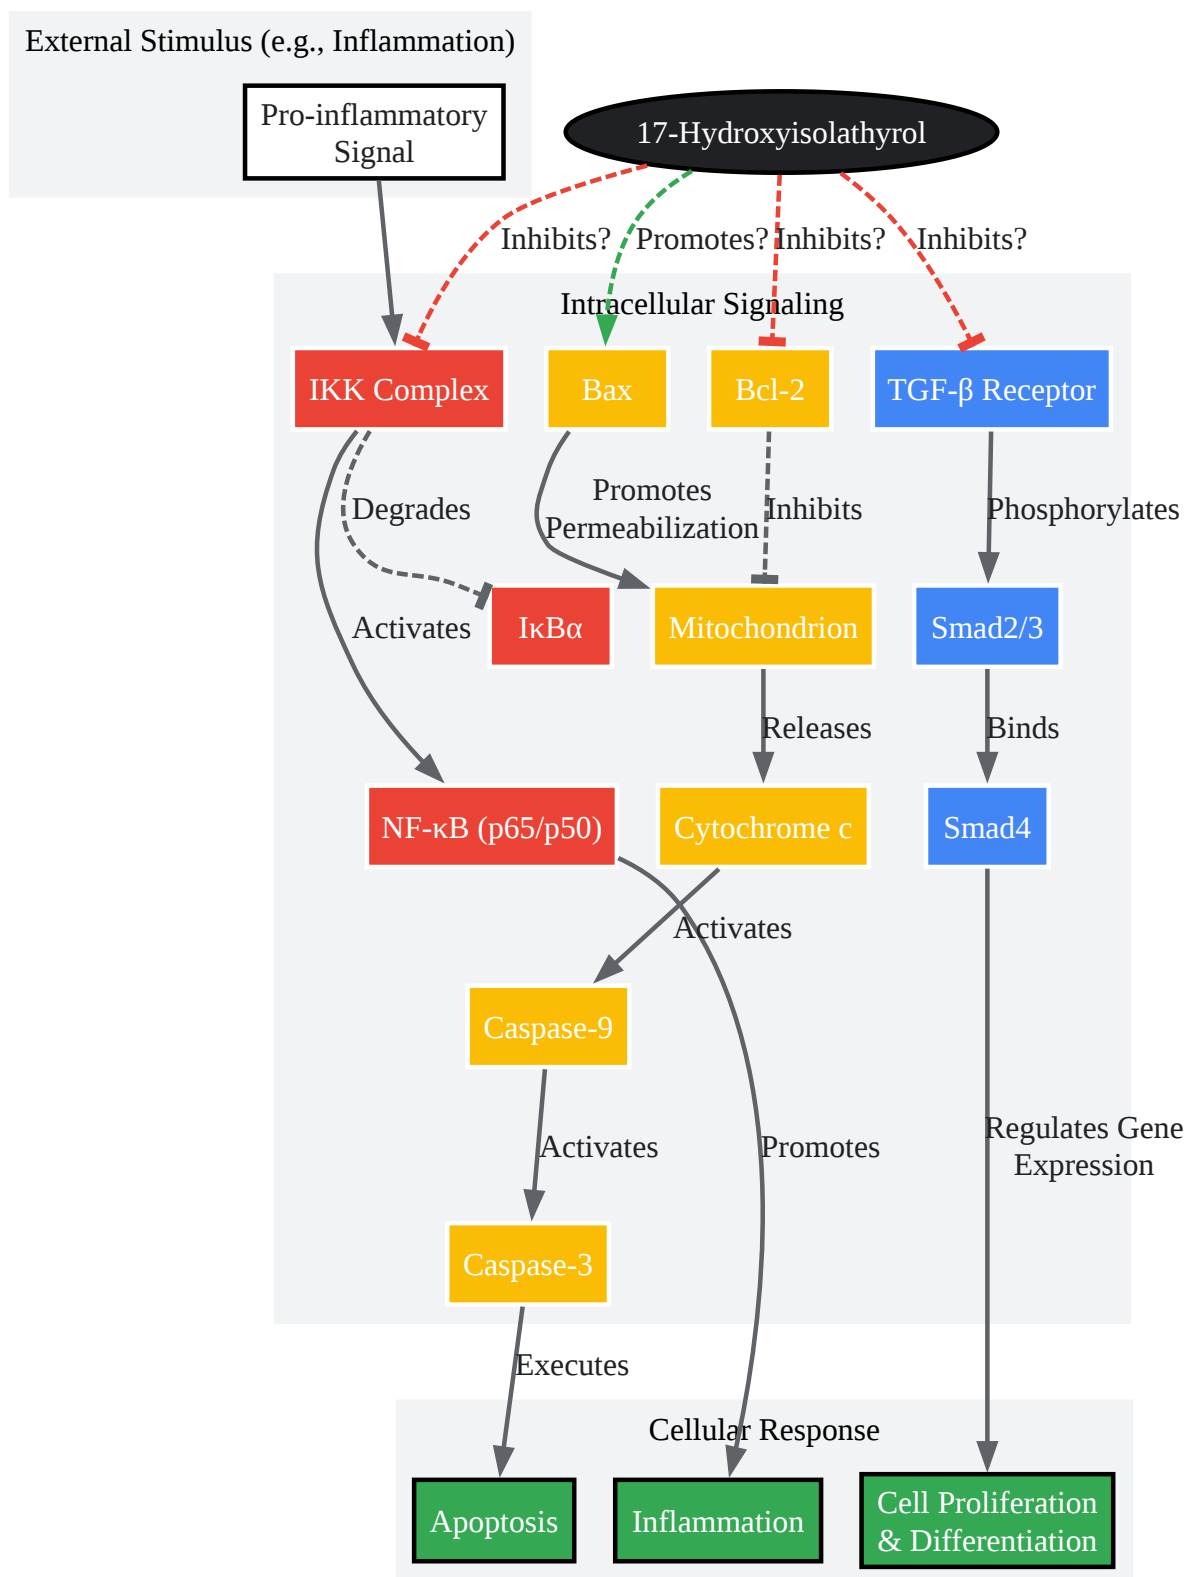 External Stimulus (e.g., Inflammation)
Pro-inflammatory
Signal
17-Hydroxyisolathyrol
Inhibits?
Promotes?
Inhibits?
Inhibits?
Intracellular Signaling
IKK Complex
Bax
Bcl-2
TGF-β Receptor
Degrades
Promotes
Permeabilization
Inhibits
Phosphorylates
Activates
IκBα
Mitochondrion
Smad2/3
Releases
Binds
NF-κB (p65/p50)
Cytochrome c
Smad4
Activates
Caspase-9
Activates
Promotes
Regulates Gene
Expression
Caspase-3
Executes
Cellular Response
Apoptosis
Inflammation
Cell Proliferation
& Differentiation